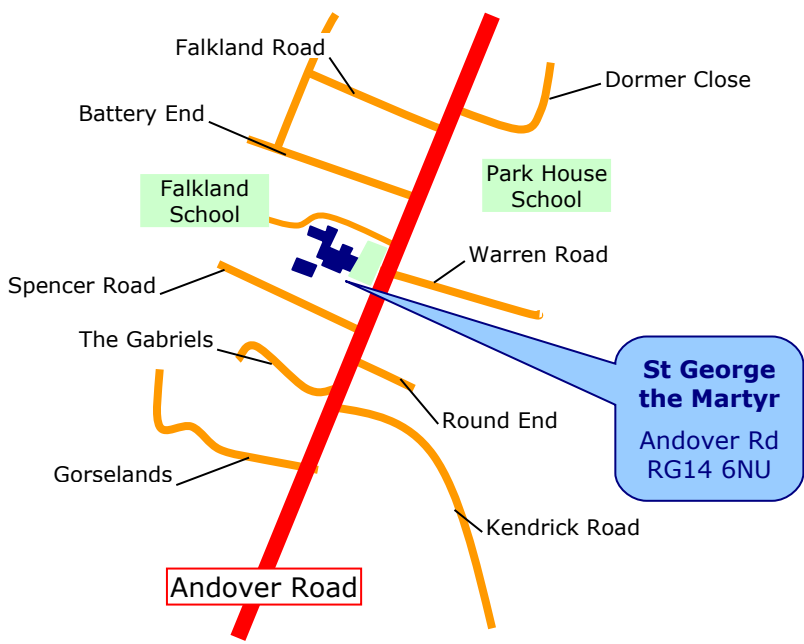 Falkland Road
Dormer Close
Battery End
Park House
School
Falkland
School
Warren Road
Spencer Road
The Gabriels
St George
the Martyr
Andover Rd
RG14 6NU
Round End
Gorselands
Kendrick Road
Andover Road